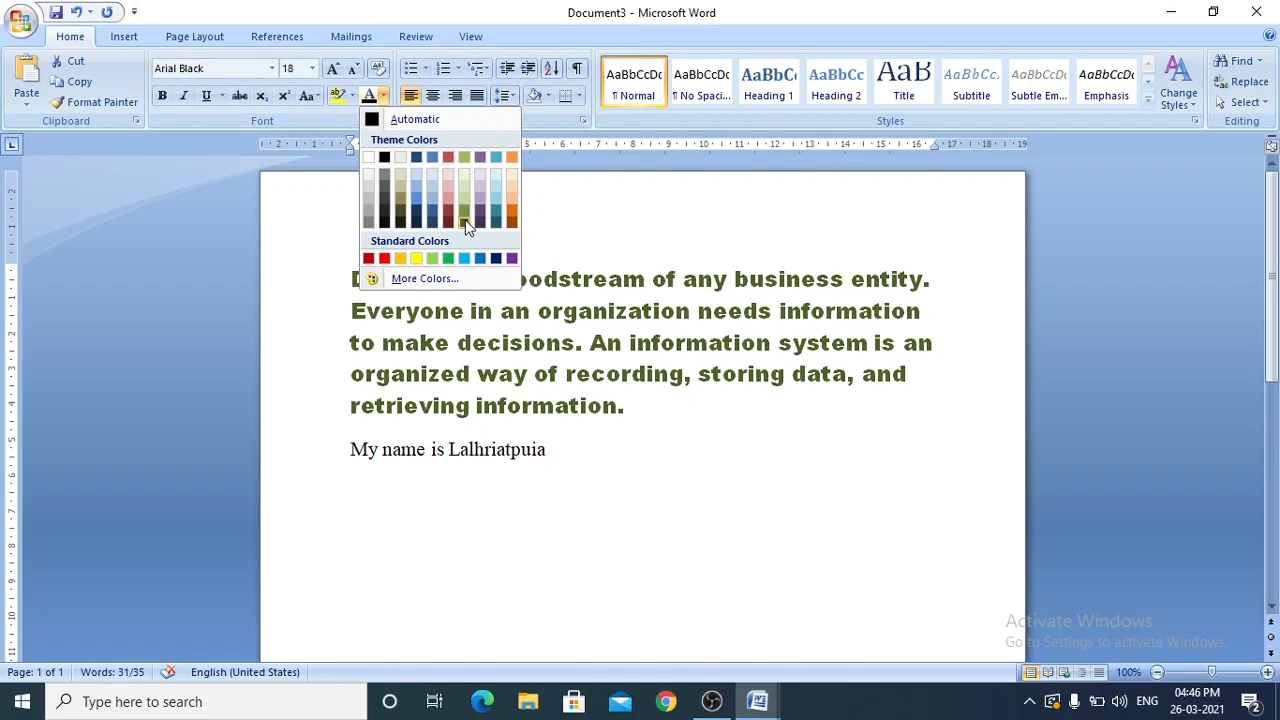 Document3 - Microsoft Word
Home Insert Page Layout References Mailings Review View
Paste
Cut
Copy
Format Painter
Clipboard
Arial Black 18
B I U abc X₂ X² Aa
Font
AaBbCcDc ¶ Normal
AaBbCcDc ¶ No Spaci...
AaBbC Heading 1
AaBbCc Heading 2
AaB Title
AaBbCc. Subtitle
AaBbCcDc Subtle Em...
AaBbCcDc Emphasis
Change Styles
Styles
Find
Replace
Select
Editing
Automatic
Theme Colors
Standard Colors
More Colors...
oodstream of any business entity.
Everyone in an organization needs information
to make decisions. An information system is an
organized way of recording, storing data, and
retrieving information.
My name is Lalhriatpuia
Activate Windows
Go to Settings to activate Windows.
Page: 1 of 1 Words: 31/35 English (United States) 100%
Type here to search
ENG
04:46 PM
26-03-2021
2